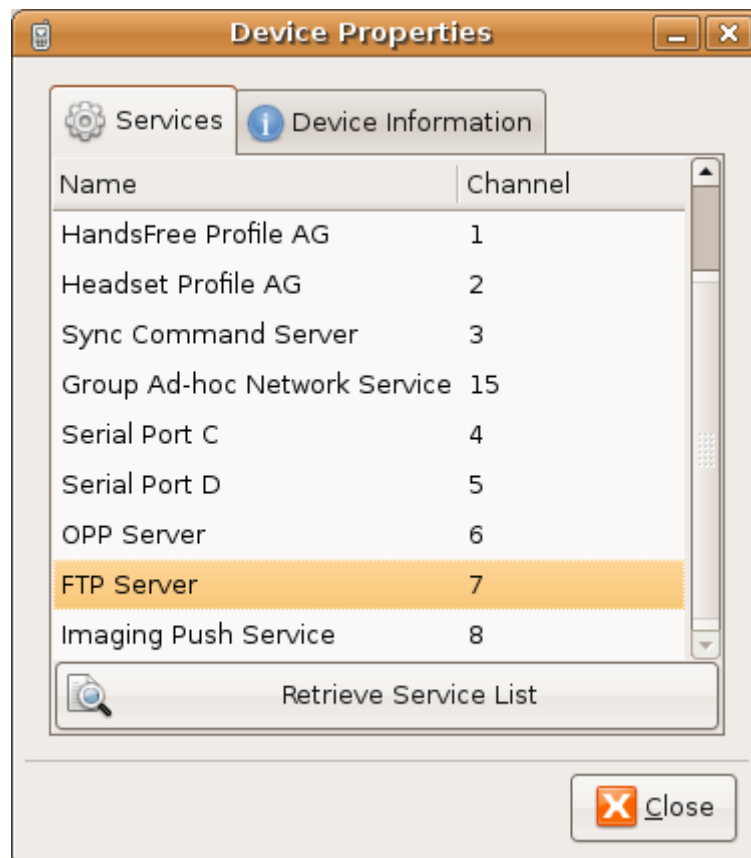 Device Properties
Services Device Information
Name Channel
HandsFree Profile AG 1
Headset Profile AG 2
Sync Command Server 3
Group Ad-hoc Network Service 15
Serial Port C 4
Serial Port D 5
OPP Server 6
FTP Server 7
Imaging Push Service 8
Retrieve Service List
Close